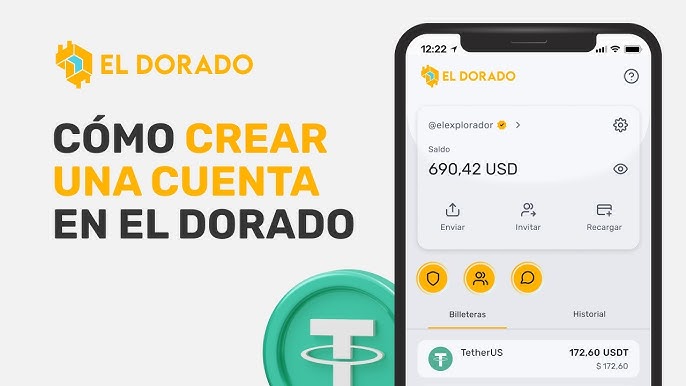 EL DORADO
CÓMO CREAR
UNA CUENTA
EN EL DORADO
12:22
EL DORADO
@elexplorador
Saldo
690,42 USD
Enviar
Invitar
Recargar
Billeteras
Historial
TetherUS
172,60 USDT
$ 172,60